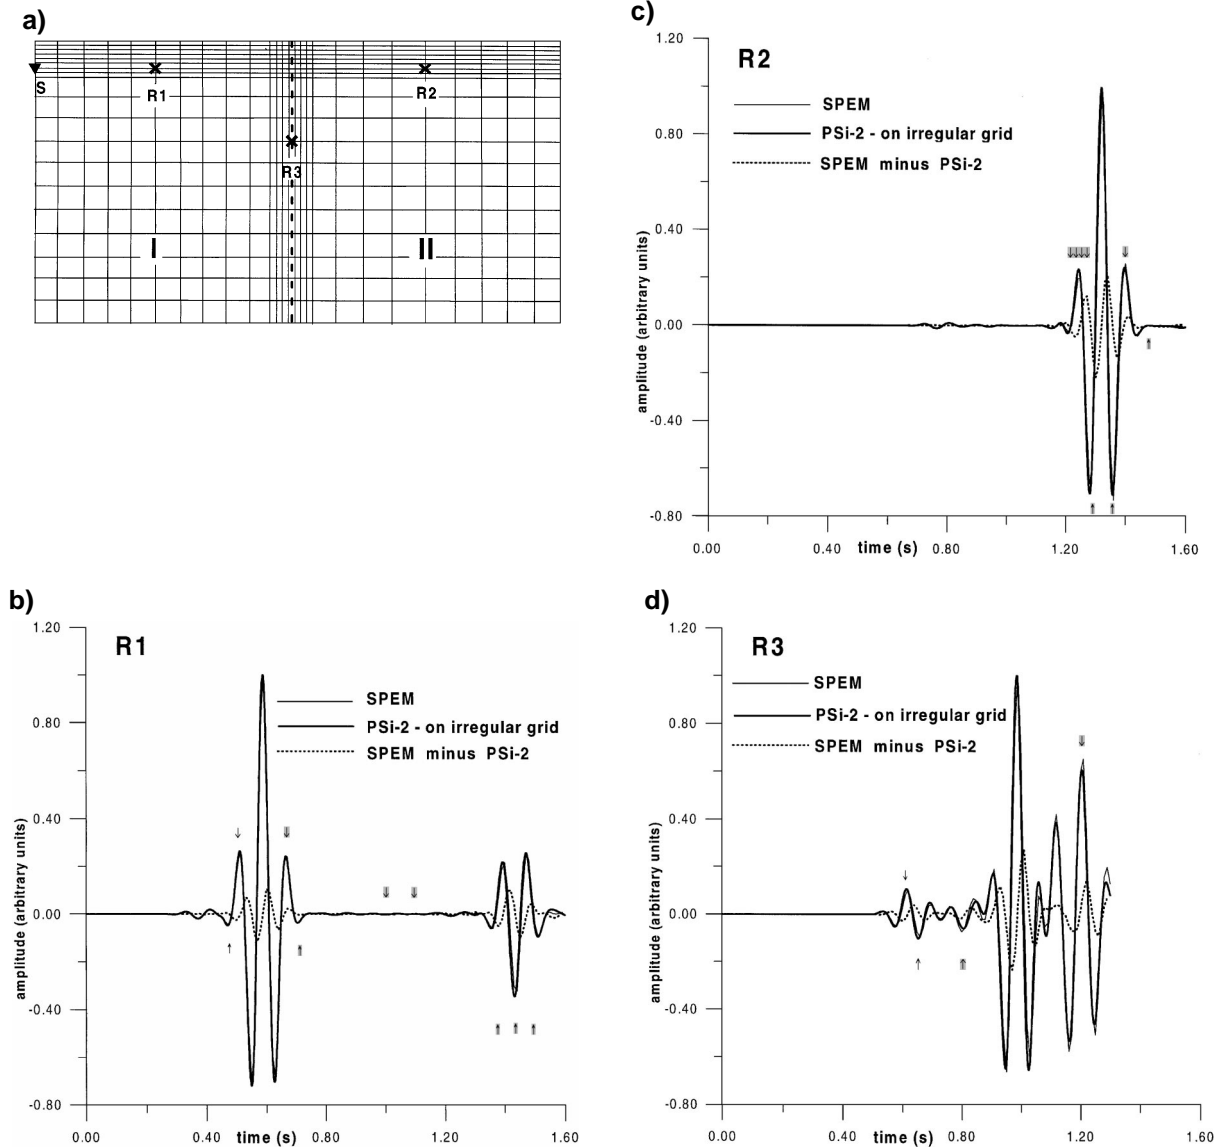 a)
S
R1
R2
R3
I
II
c)
1.20
R2
SPEM
PSi-2 - on irregular grid
SPEM minus PSi-2
0.80
0.40
0.00
-0.40
-0.80
amplitude (arbitrary units)
0.00
0.40
time (s)
0.80
1.20
1.60
b)
1.20
R1
SPEM
PSi-2 - on irregular grid
SPEM minus PSi-2
0.80
0.40
0.00
-0.40
-0.80
amplitude (arbitrary units)
0.00
0.40
time (s)
0.80
1.20
1.60
d)
1.20
R3
SPEM
PSi-2 - on irregular grid
SPEM minus PSi-2
0.80
0.40
0.00
-0.40
-0.80
amplitude (arbitrary units)
0.00
0.40
time (s)
0.80
1.20
1.60